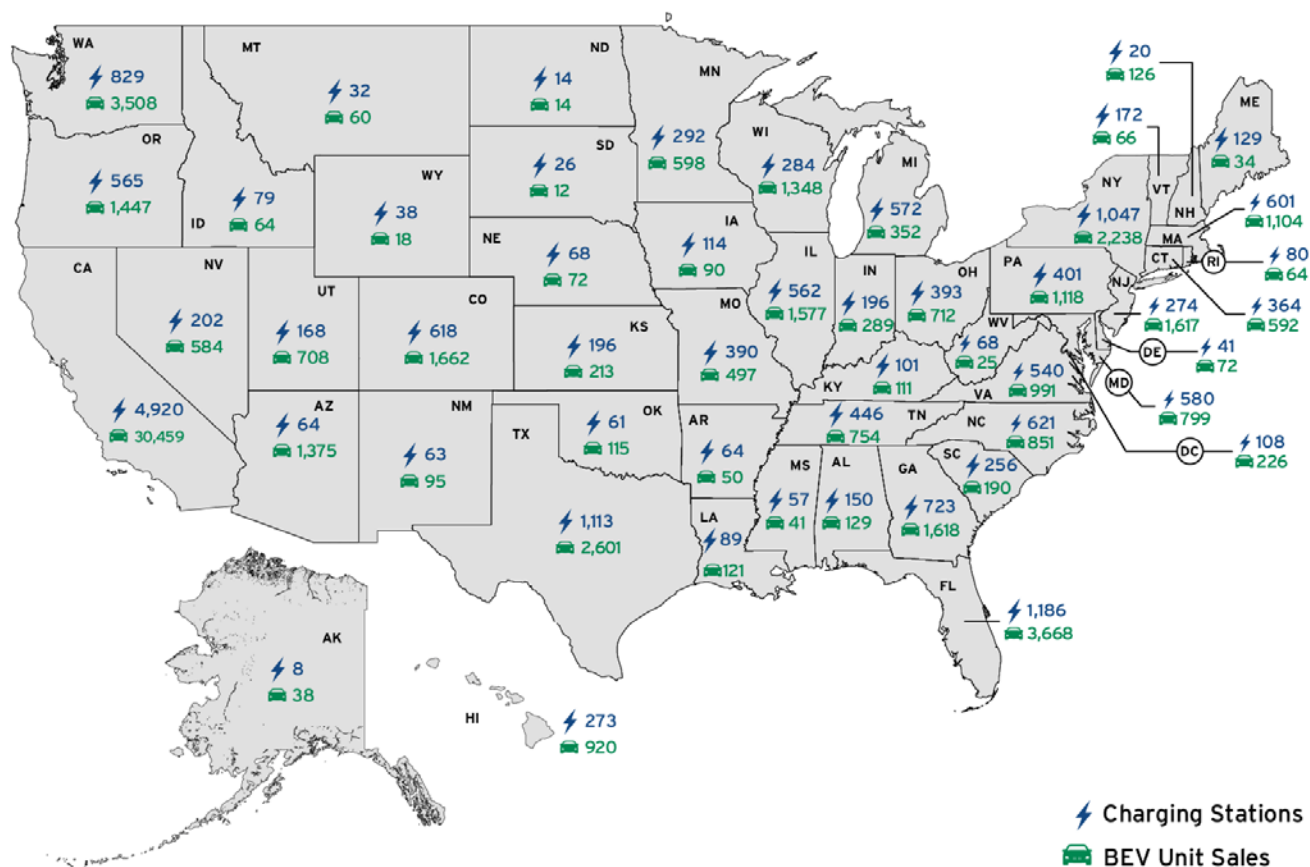 WA
829
3,508
MT
32
60
ND
14
14
MN
292
598
20
126
172
66
ME
129
34
OR
565
1,447
ID
79
64
WY
38
18
SD
26
12
WI
284
1,348
MI
572
352
NY
1,047
2,238
VT
NH
601
1,104
MA
CT
RI
80
64
364
592
CA
4,920
30,459
NV
202
584
UT
168
708
CO
618
1,662
NE
68
72
IA
114
90
IL
562
1,577
IN
196
289
OH
393
712
PA
401
1,118
NJ
274
1,617
KS
196
213
MO
390
497
KY
101
111
WV
68
25
VA
540
991
DE
41
72
MD
580
799
DC
108
226
AZ
64
1,375
NM
63
95
TX
1,113
2,601
OK
61
115
AR
64
50
TN
446
754
NC
621
851
SC
256
190
LA
89
121
MS
57
41
AL
150
129
GA
723
1,618
FL
1,186
3,668
AK
8
38
HI
273
920
Charging Stations
BEV Unit Sales